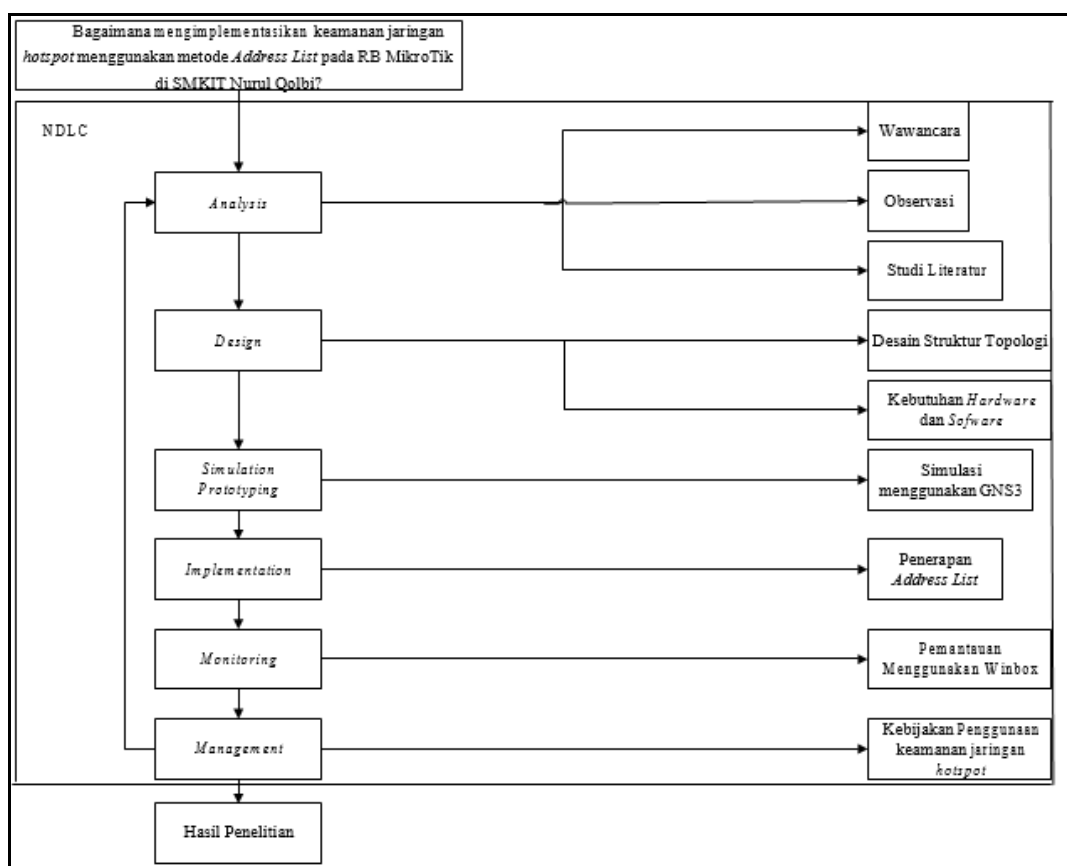 Bagaimana mengimplementasikan keamanan jaringan
hotspot menggunakan metode Address List pada RB MikroTik
di SMKIT Nurul Qolbi?
NDLC
Wawancara
Analysis
Observasi
Studi Literatur
Design
Desain Struktur Topologi
Kebutuhan Hardware
dan Sofware
Simulation
Prototyping
Simulasi
menggunakan GNS3
Implementation
Penerapan
Address List
Monitoring
Pemantauan
Menggunakan Winbox
Management
Kebijakan Penggunaan
keamanan jaringan
hotspot
Hasil Penelitian